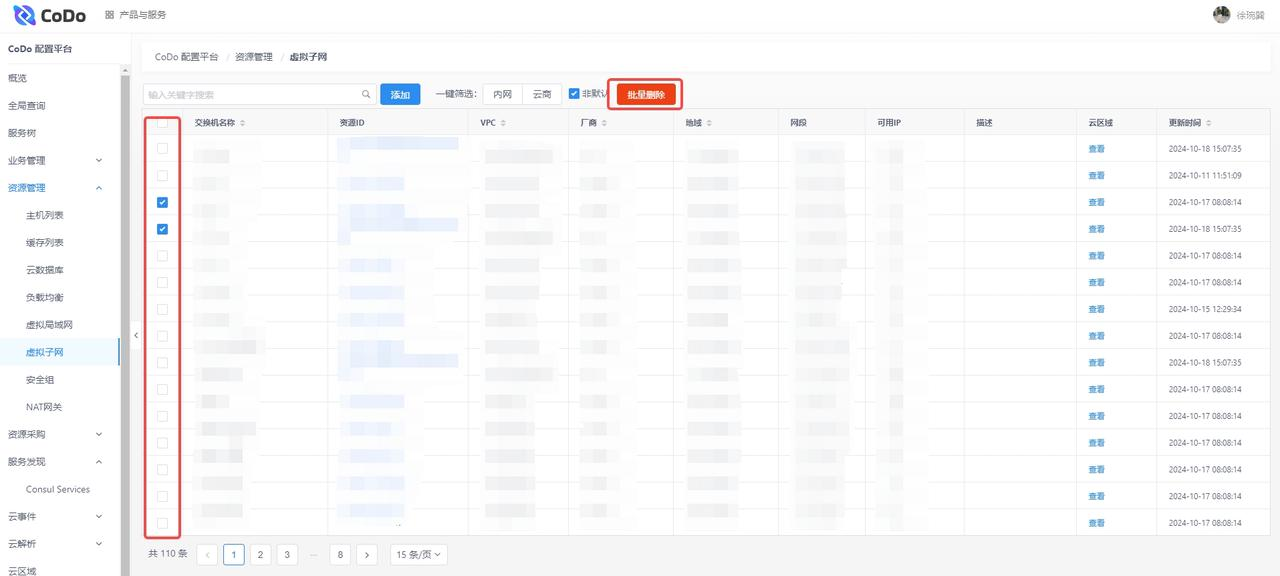 CoDo 产品与服务 徐琬巽
CoDo 配置平台
概览
全局查询
服务树
业务管理
资源管理
主机列表
缓存列表
云数据库
负载均衡
虚拟局域网
虚拟子网
安全组
NAT网关
资源采购
服务发现
Consul Services
云事件
云解析
云区域
CoDo 配置平台 / 资源管理 / 虚拟子网
输入关键字搜索 添加 一键筛选: 内网 云商 非默认 批量删除
交换机名称 资源ID VPC 厂商 地域 网段 可用IP 描述 云区域 更新时间
查看 2024-10-18 15:07:35
查看 2024-10-11 11:51:09
查看 2024-10-17 08:08:14
查看 2024-10-18 15:07:35
查看 2024-10-17 08:08:14
查看 2024-10-17 08:08:14
查看 2024-10-15 12:29:34
查看 2024-10-17 08:08:14
查看 2024-10-18 15:07:35
查看 2024-10-17 08:08:14
查看 2024-10-17 08:08:14
查看 2024-10-17 08:08:14
查看 2024-10-17 08:08:14
查看 2024-10-17 08:08:14
查看 2024-10-17 08:08:14
共 110 条 < 1 2 3 ··· 8 > 15 条/页